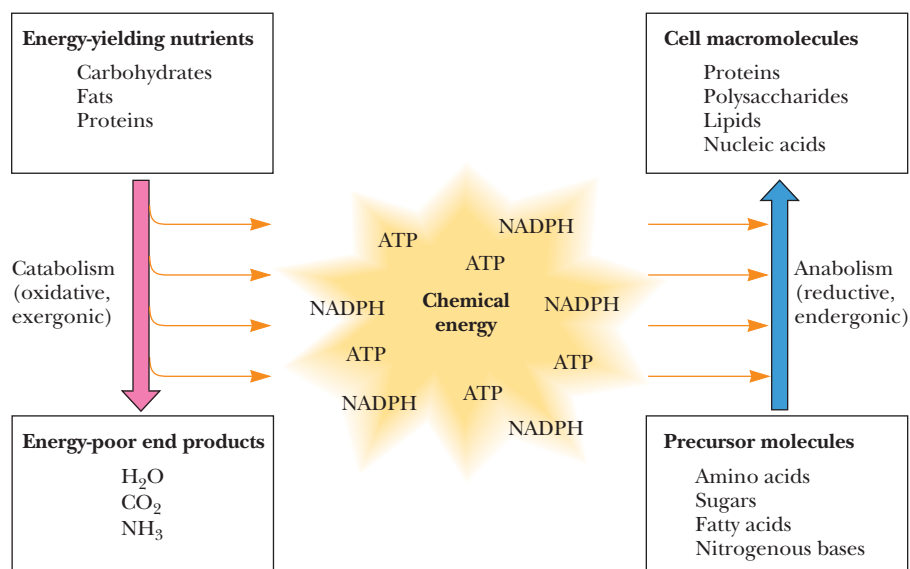 Energy-yielding nutrients
Carbohydrates
Fats
Proteins
Catabolism
(oxidative,
exergonic)
Energy-poor end products
H₂O
CO₂
NH₃
ATP
NADPH
ATP
NADPH
Chemical
energy
NADPH
ATP
ATP
NADPH
ATP
NADPH
Cell macromolecules
Proteins
Polysaccharides
Lipids
Nucleic acids
Anabolism
(reductive,
endergonic)
Precursor molecules
Amino acids
Sugars
Fatty acids
Nitrogenous bases